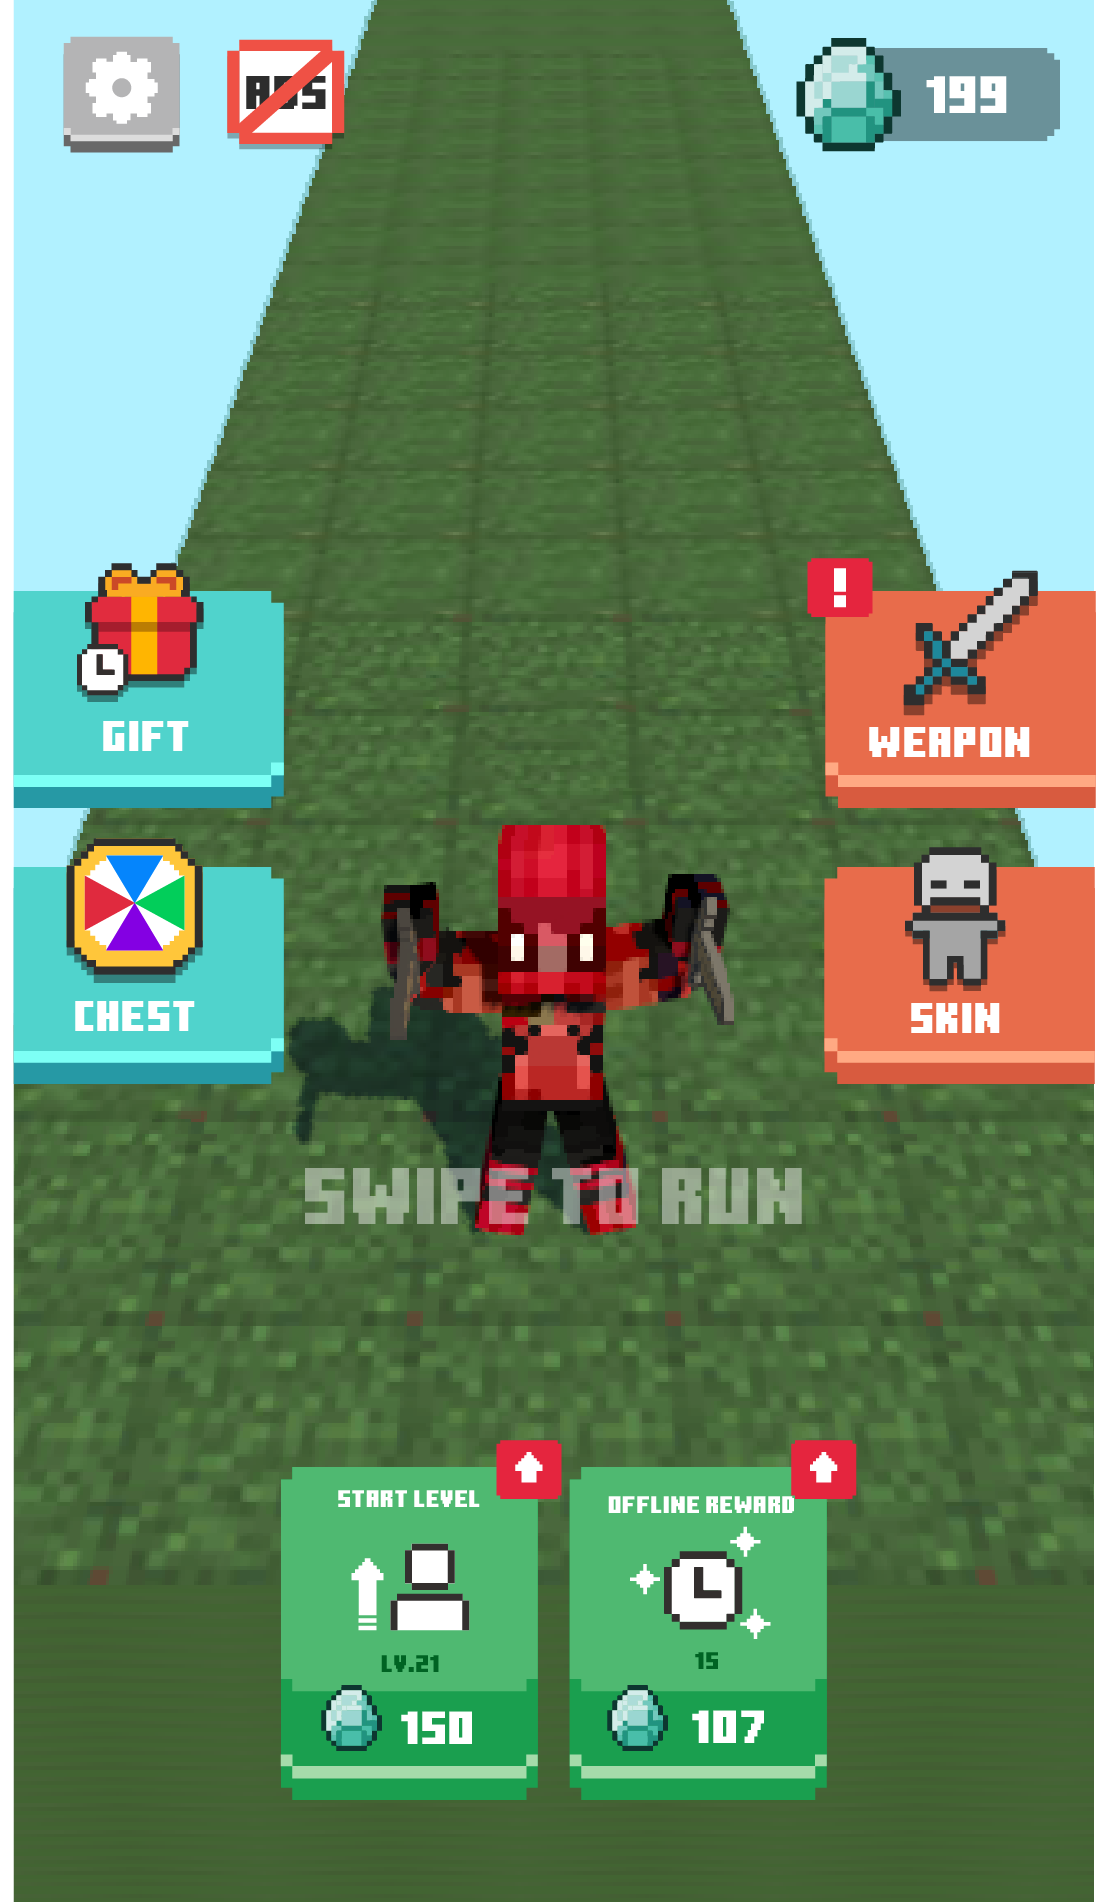 ADS
199
GIFT
WEAPON
CHEST
SKIN
SWIPE TO RUN
START LEVEL
OFFLINE REWARD
LV.21
15
150
107